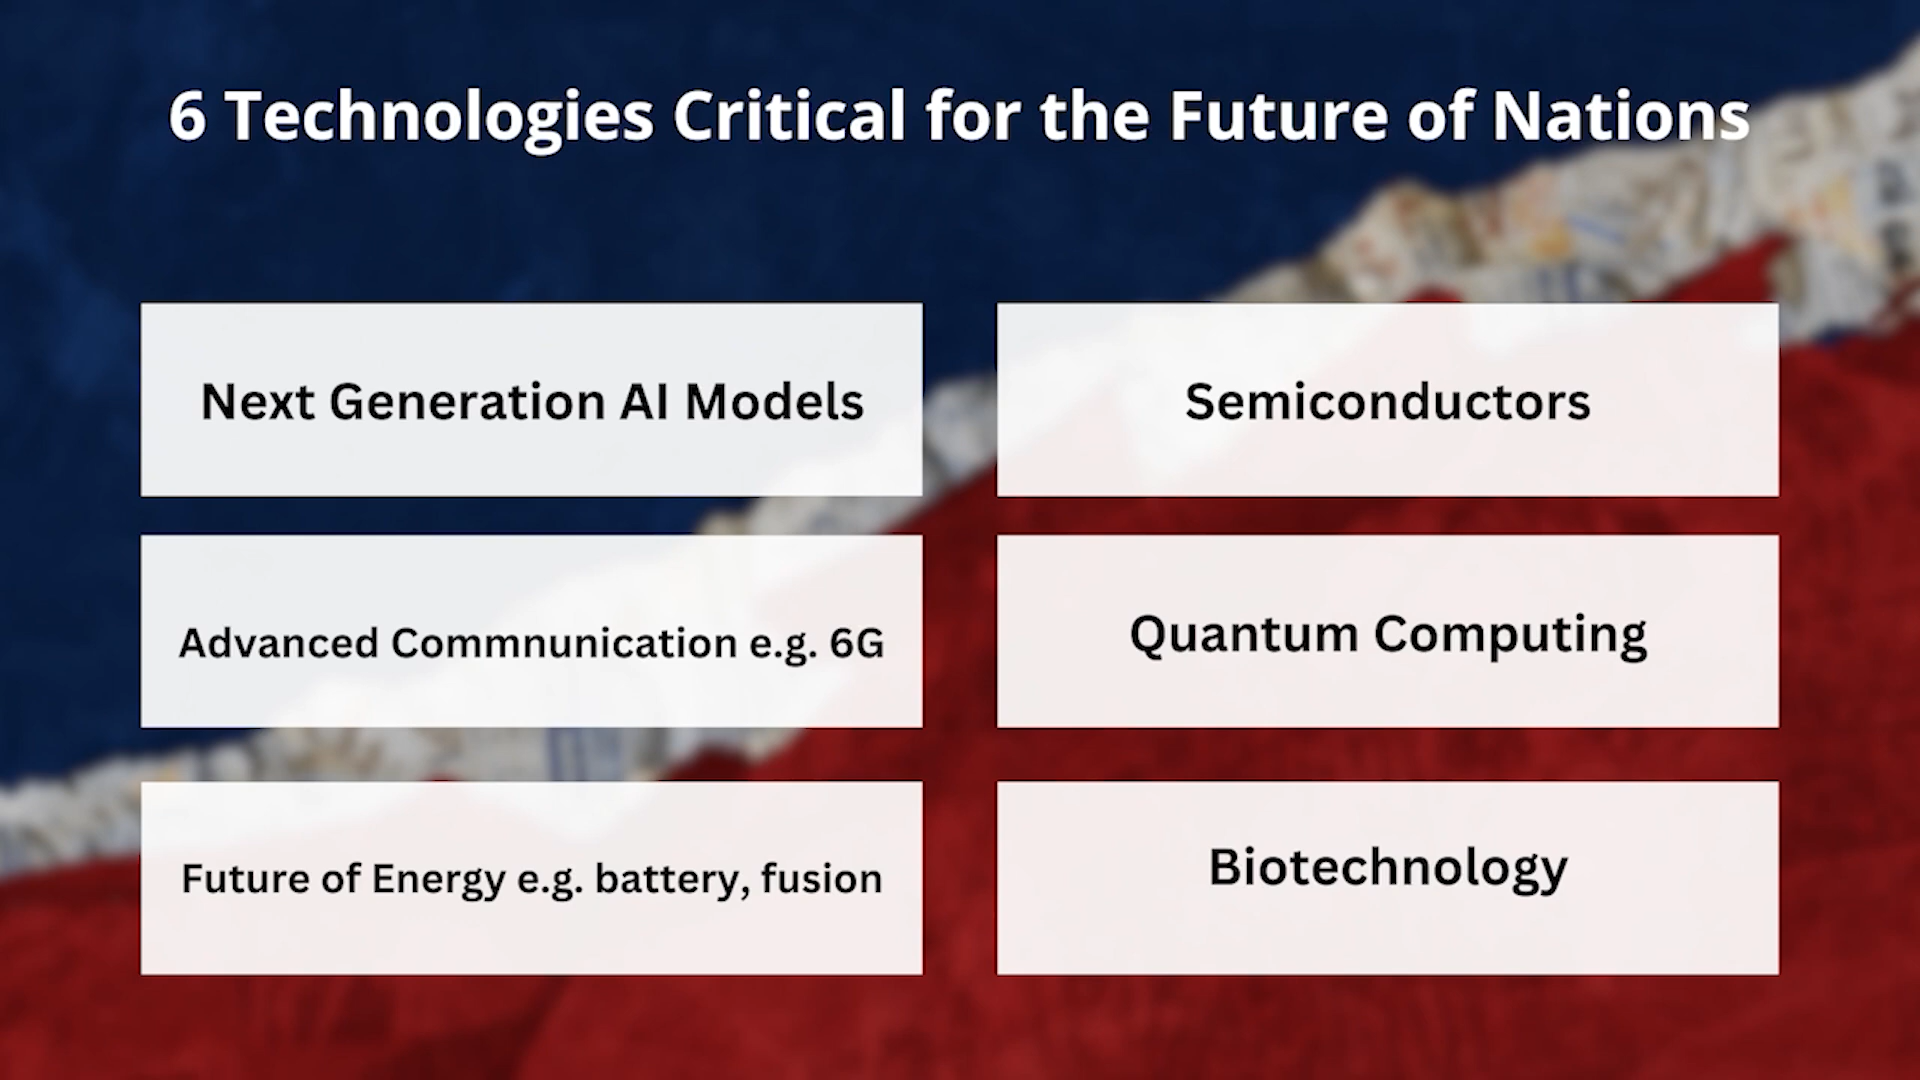 6 Technologies Critical for the Future of Nations
Next Generation AI Models
Semiconductors
Advanced Commnunication e.g. 6G
Quantum Computing
Future of Energy e.g. battery, fusion
Biotechnology